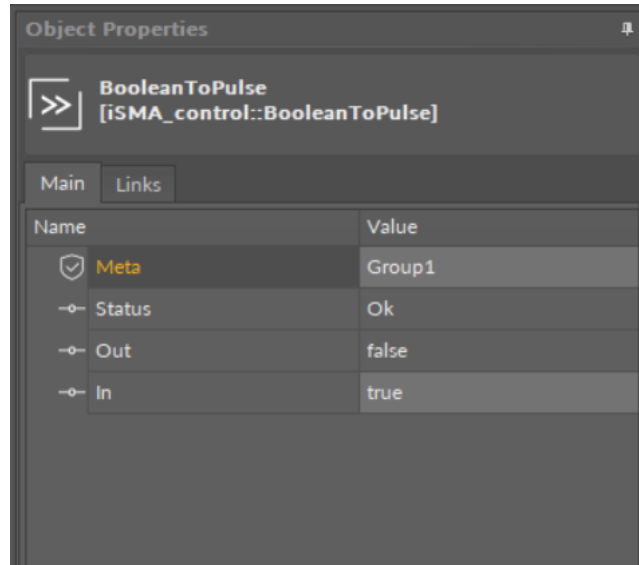 Object Properties
BooleanToPulse
[iSMA_control::BooleanToPulse]
Main Links
Name Value
Meta Group1
Status Ok
Out false
In true